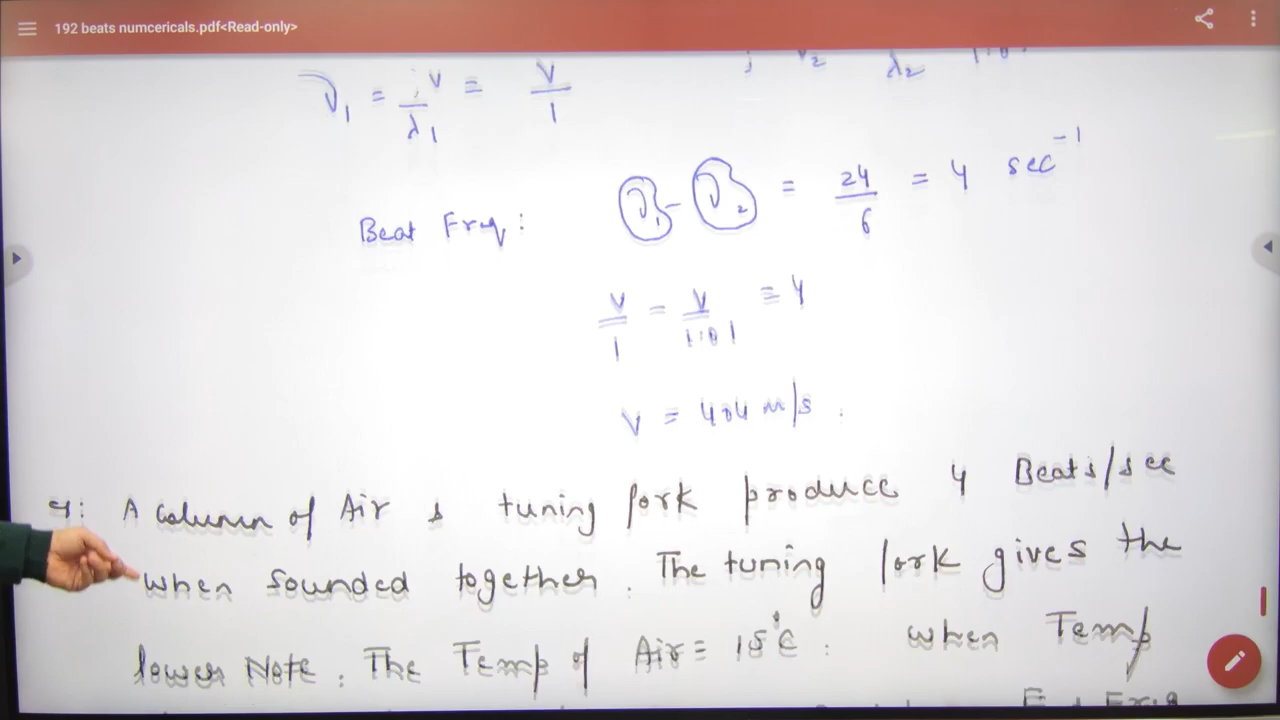 192 beats numcericals.pdf<Read-only>
ν₁ = v/λ₁ = v/1
λ₂
Beat Freq: ν₁ - ν₂ = 24/6 = 4 sec⁻¹
v/1 - v/1.01 = 4
v = 404 m/s .
A column of Air & tuning fork produce 4 Beats/sec
when sounded together . The tuning fork gives the
lower Note . The Temp of Air = 15°C . when Temp